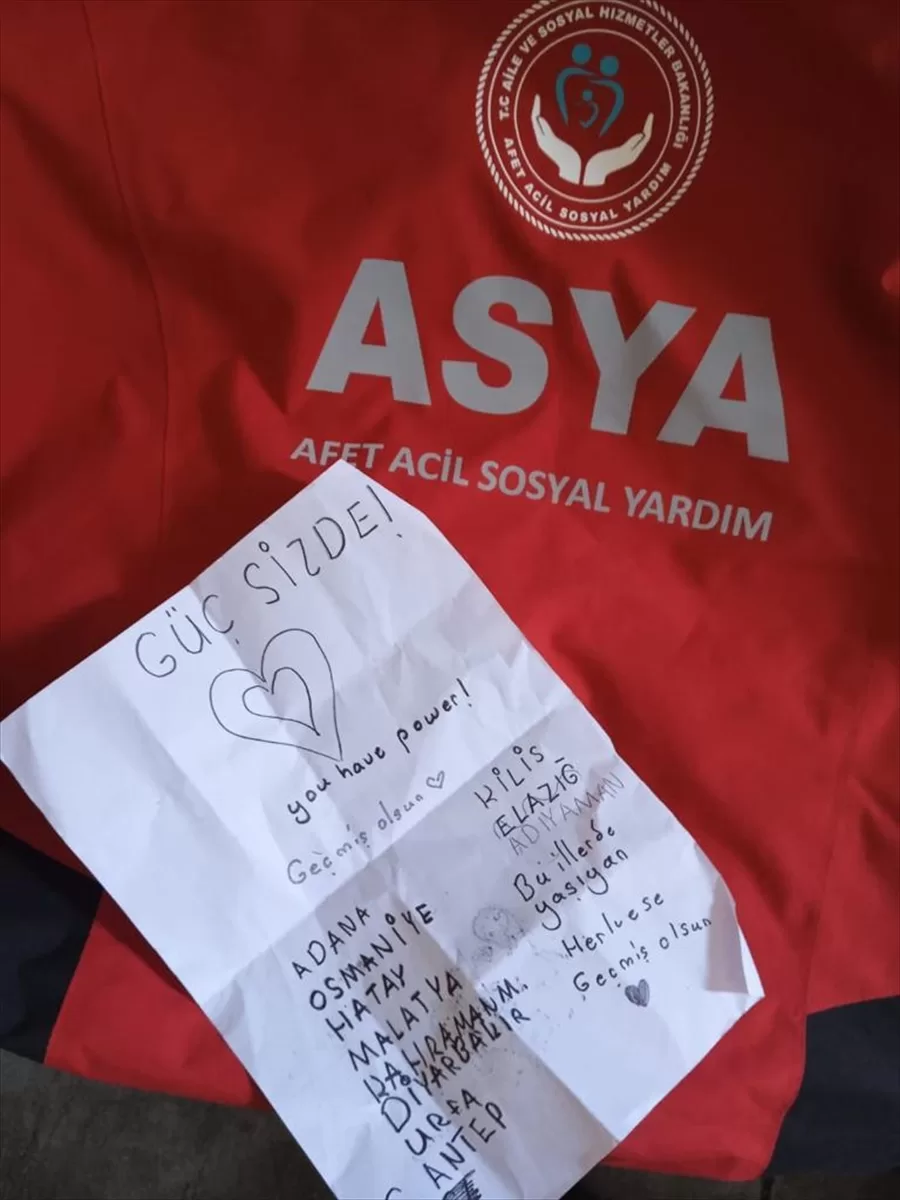 T.C AİLE VE SOSYAL HİZMETLER BAKANLIĞI
AFET ACİL SOSYAL YARDIM
ASYA
AFET ACİL SOSYAL YARDIM
GÜÇ SİZDE!
you have power!
Geçmiş olsun
ADANA
OSMANİYE
HATAY
MALATYA
KAHRAMANM.
DİYARBAKIR
URFA
G ANTEP
KİLİS
ELAZIĞ
ADIYAMAN
Bu illerde
yaşıyan
Herkese
Geçmiş olsun